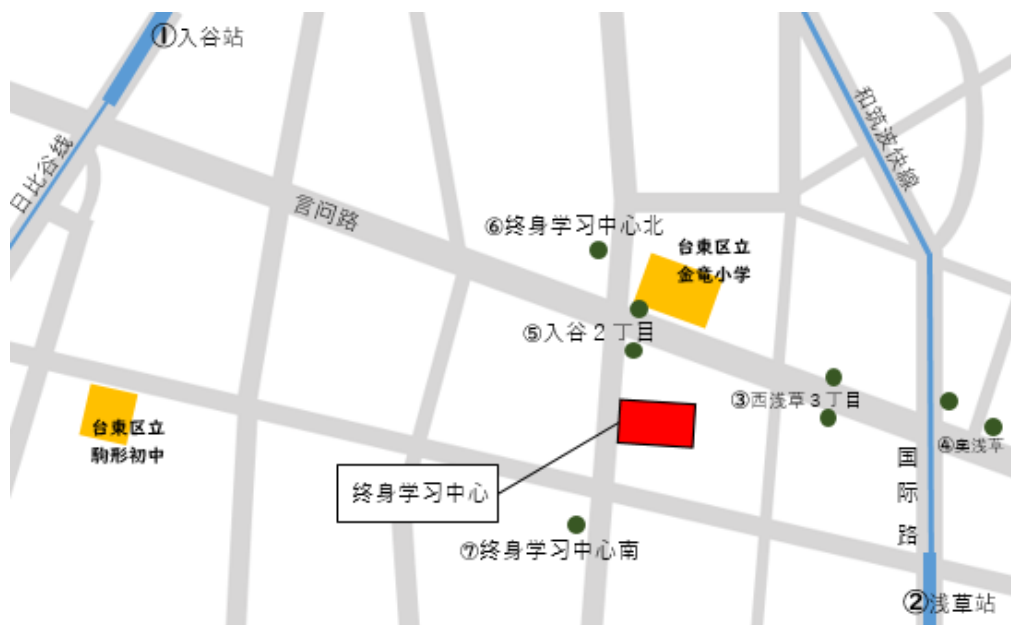 ①入谷站
日比谷线
和筑波快線
言问路
⑥终身学习中心北
台東区立
金竜小学
⑤入谷２丁目
③西浅草３丁目
④奥浅草
台東区立
駒形初中
国际路
终身学习中心
⑦终身学习中心南
②浅草站